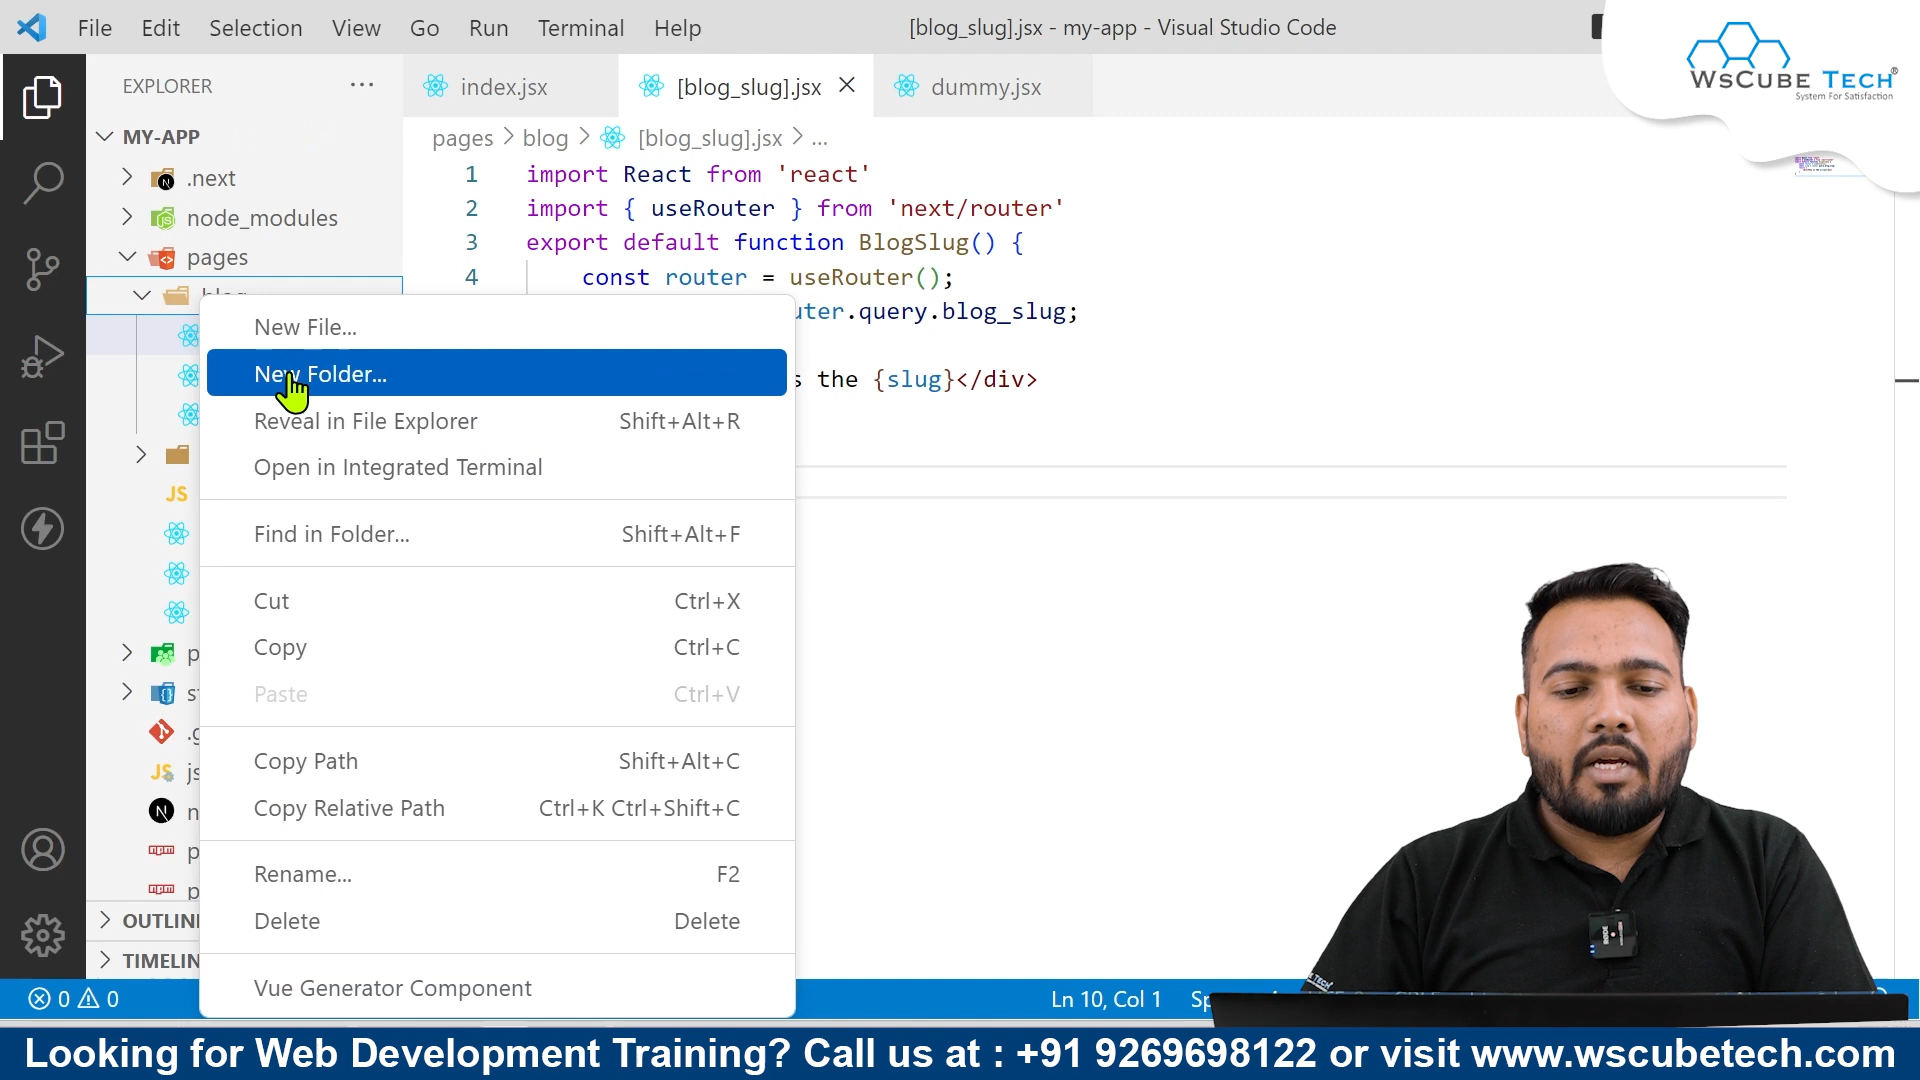 File Edit Selection View Go Run Terminal Help
[blog_slug].jsx - my-app - Visual Studio Code
WsCube Tech®
System For Satisfaction
EXPLORER ...
index.jsx [blog_slug].jsx dummy.jsx
pages > blog > [blog_slug].jsx > ...
MY-APP
.next
node_modules
pages
1 import React from 'react'
2 import { useRouter } from 'next/router'
3 export default function BlogSlug() {
4 const router = useRouter();
uter.query.blog_slug;
s the {slug}</div>
New File...
New Folder...
Reveal in File Explorer Shift+Alt+R
Open in Integrated Terminal
Find in Folder... Shift+Alt+F
Cut Ctrl+X
Copy Ctrl+C
Paste Ctrl+V
Copy Path Shift+Alt+C
Copy Relative Path Ctrl+K Ctrl+Shift+C
Rename... F2
Delete Delete
Vue Generator Component
JS
p
.g
JS
N n
npm p
npm p
OUTLIN
TIMELIN
0 0
Ln 10, Col 1 Sp
RODE
Looking for Web Development Training? Call us at : +91 9269698122 or visit www.wscubetech.com